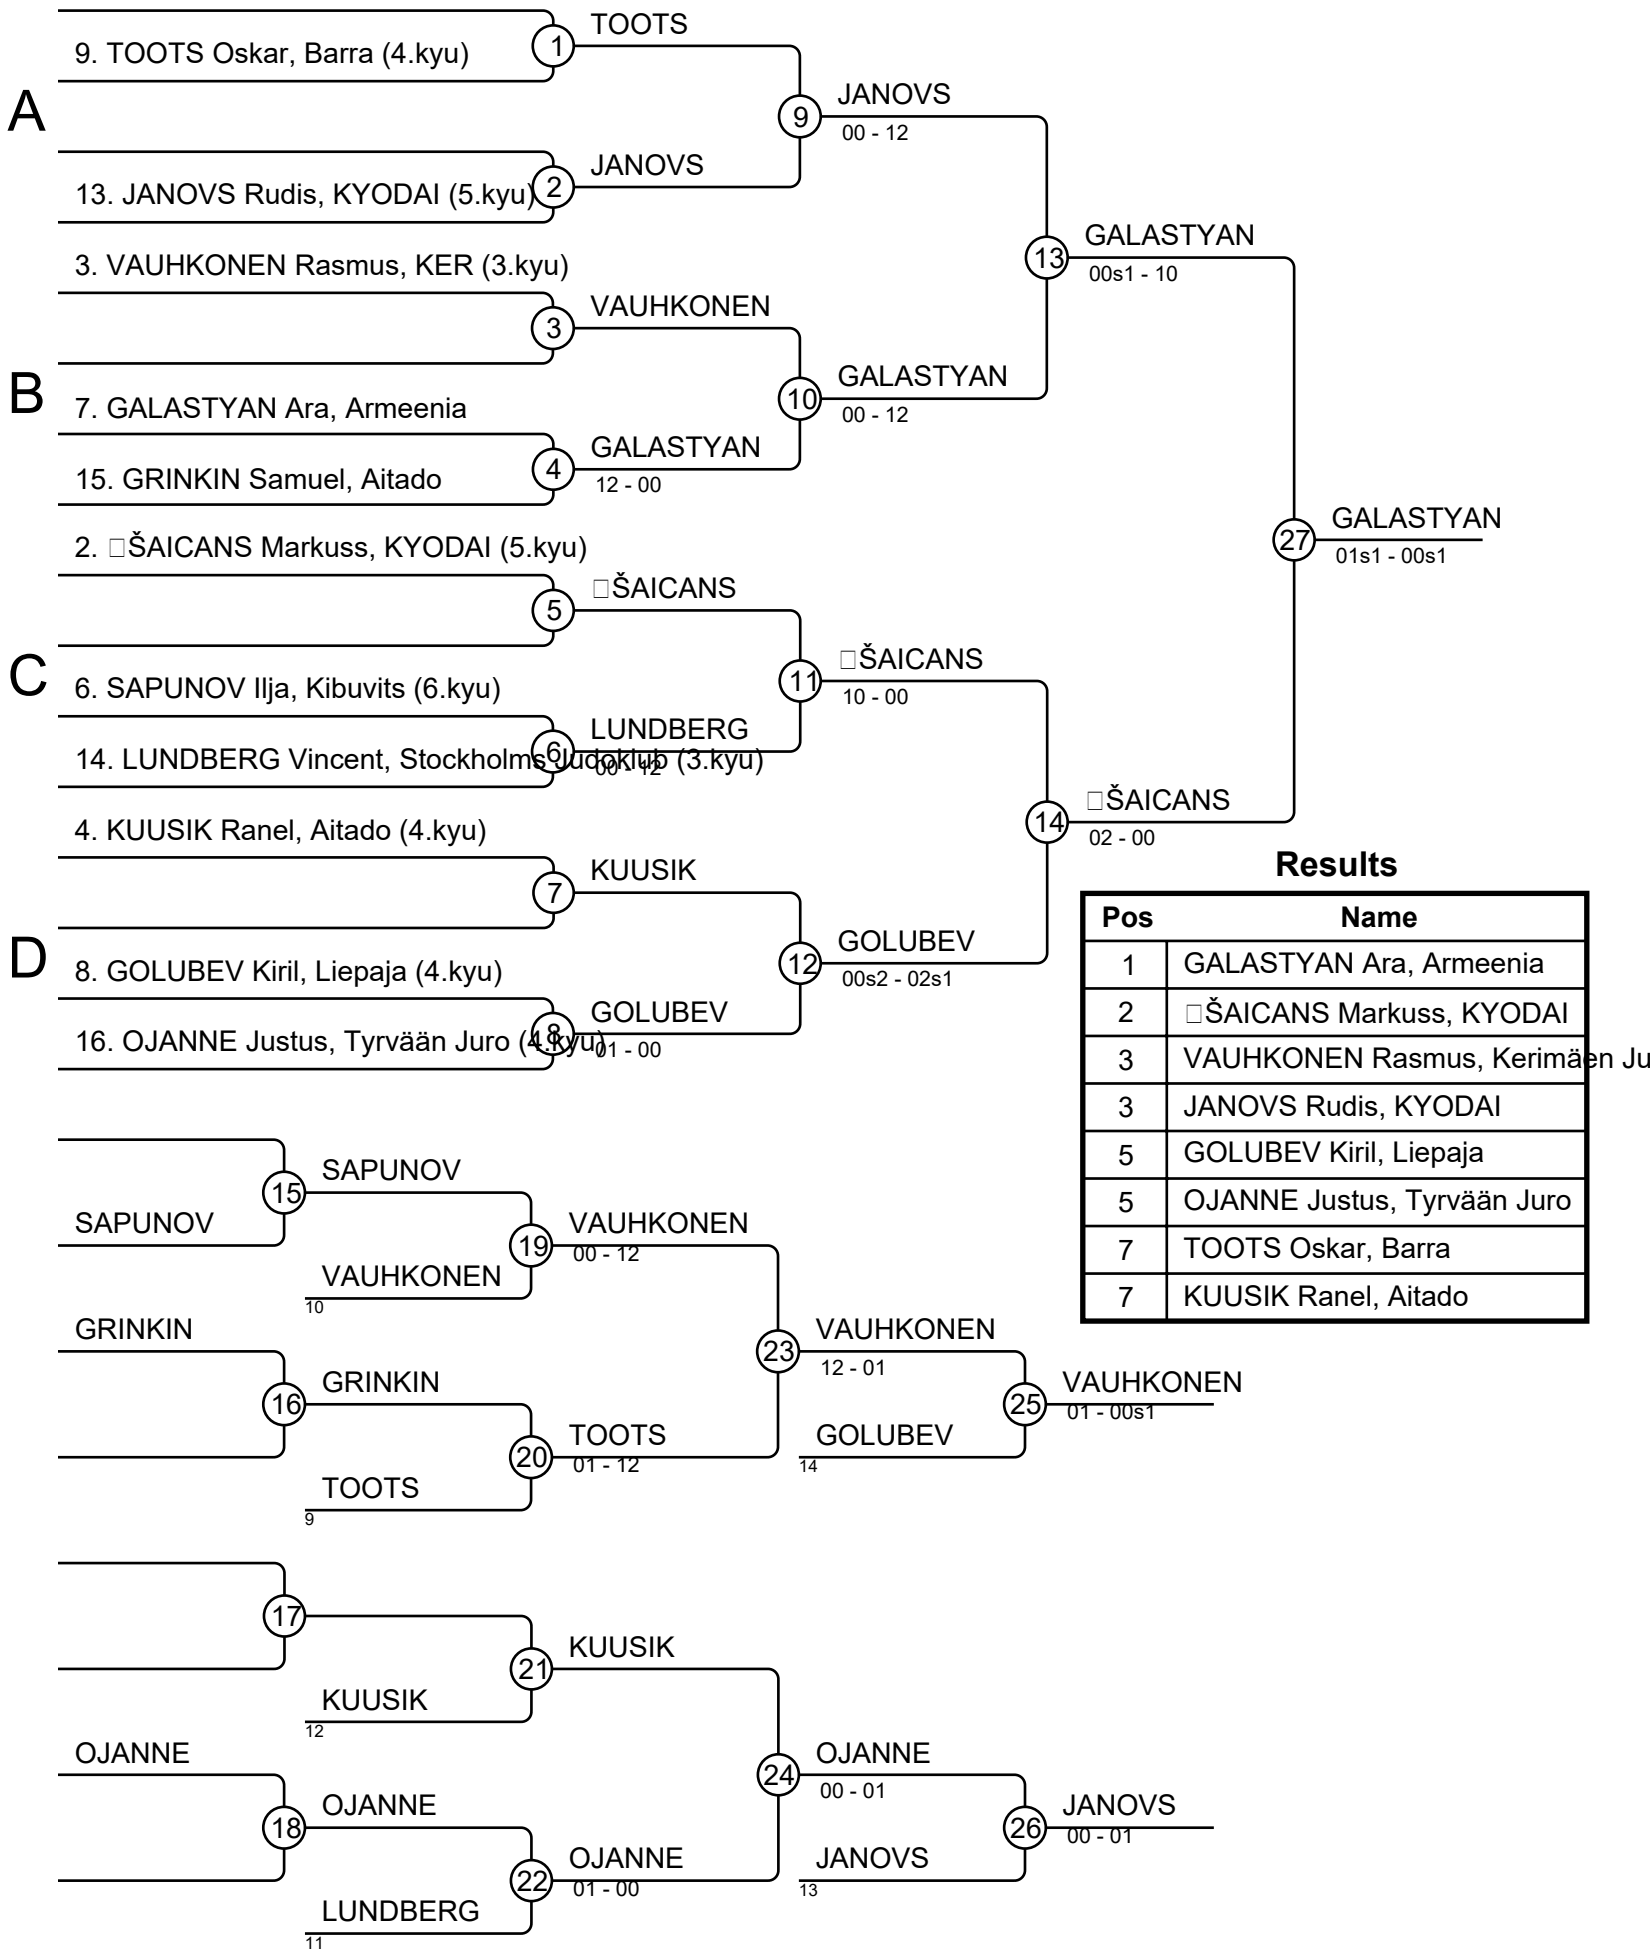 TOOTS
9. TOOTS Oskar, Barra (4.kyu)
1
A
JANOVS
9
00 - 12
JANOVS
13. JANOVS Rudis, KYODAI (5.kyu)
2
GALASTYAN
13
00s1 - 10
3. VAUHKONEN Rasmus, KER (3.kyu)
VAUHKONEN
3
B
GALASTYAN
10
00 - 12
7. GALASTYAN Ara, Armeenia
GALASTYAN
4
12 - 00
15. GRINKIN Samuel, Aitado
GALASTYAN
27
01s1 - 00s1
2. □ŠAICANS Markuss, KYODAI (5.kyu)
□ŠAICANS
5
C
□ŠAICANS
11
10 - 00
6. SAPUNOV Ilja, Kibuvits (6.kyu)
LUNDBERG
6
00 - 12
14. LUNDBERG Vincent, Stockholms Judoklub (3.kyu)
□ŠAICANS
14
02 - 00
4. KUUSIK Ranel, Aitado (4.kyu)
KUUSIK
7
D
GOLUBEV
12
00s2 - 02s1
8. GOLUBEV Kiril, Liepaja (4.kyu)
GOLUBEV
8
01 - 00
16. OJANNE Justus, Tyrvään Juro (4.kyu)
Results
Pos Name
1 GALASTYAN Ara, Armeenia
2 □ŠAICANS Markuss, KYODAI
3 VAUHKONEN Rasmus, Kerimäen Ju
3 JANOVS Rudis, KYODAI
5 GOLUBEV Kiril, Liepaja
5 OJANNE Justus, Tyrvään Juro
7 TOOTS Oskar, Barra
7 KUUSIK Ranel, Aitado
SAPUNOV
15
SAPUNOV
VAUHKONEN
19
00 - 12
VAUHKONEN
10
GRINKIN
VAUHKONEN
23
12 - 01
GRINKIN
16
VAUHKONEN
25
01 - 00s1
TOOTS
20
01 - 12
GOLUBEV
14
TOOTS
9
17
KUUSIK
21
KUUSIK
12
OJANNE
OJANNE
24
00 - 01
OJANNE
18
JANOVS
26
00 - 01
OJANNE
22
01 - 00
JANOVS
13
LUNDBERG
11